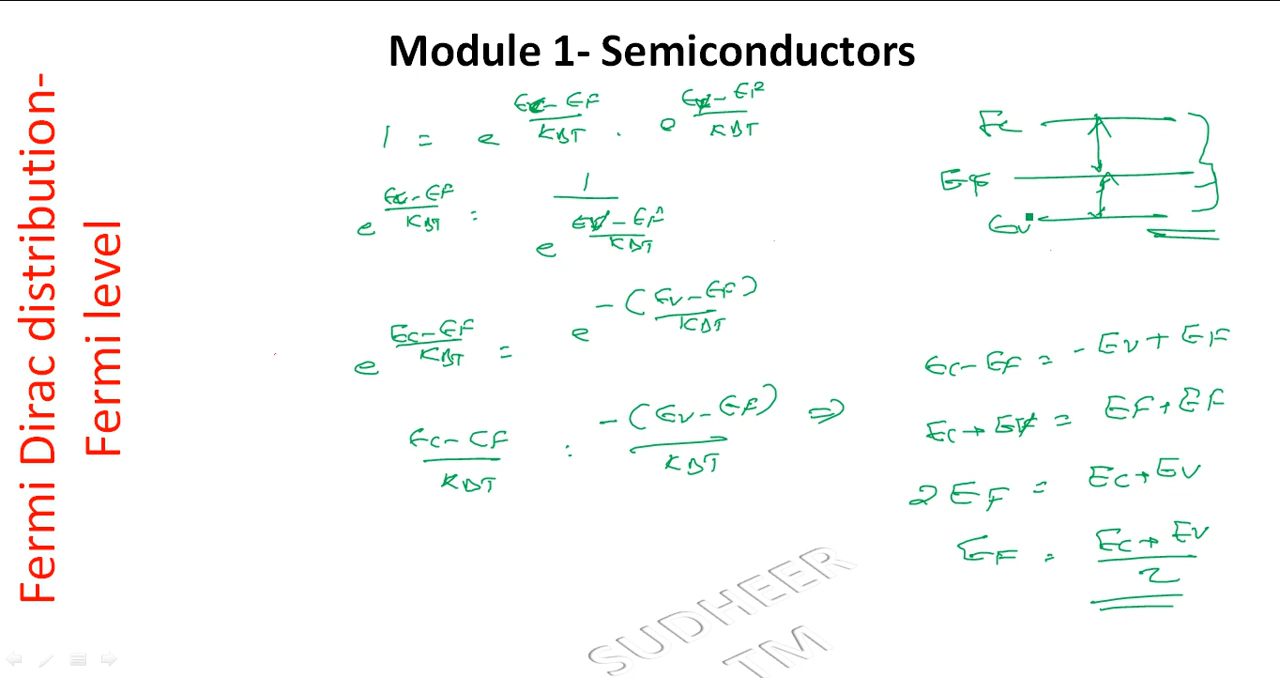 Module 1- Semiconductors
Fermi Dirac distribution-
Fermi level
1 = e^(EC-EF/KBT) . e^(EV-EF/KBT)
e^(EC-EF/KBT) = 1/e^(EV-EF/KBT)
e^(EC-EF/KBT) = e^(-(EV-EF)/KBT)
EC-EF/KBT = -(EV-EF)/KBT ⇒
EC
EF
EV
EC-EF = -EV+EF
EC+EV = EF+EF
2EF = EC+EV
EF = EC+EV/2
SUDHEER
TM